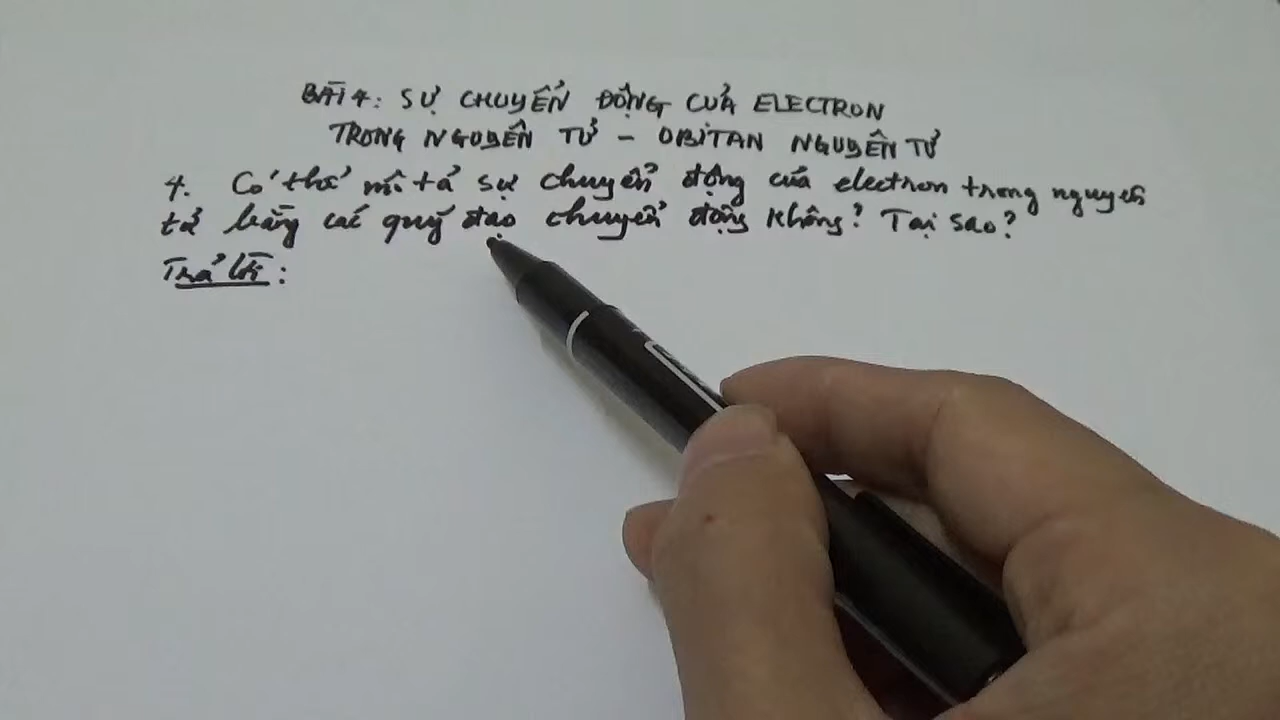 BÀI 4: SỰ CHUYỂN ĐỘNG CỦA ELECTRON
TRONG NGUYÊN TỬ - OBITAN NGUYÊN TỬ
4. Có thể mô tả sự chuyển động của electron trong nguyên
tử bằng các quỹ đạo chuyển động không? Tại sao?
Trả lời: